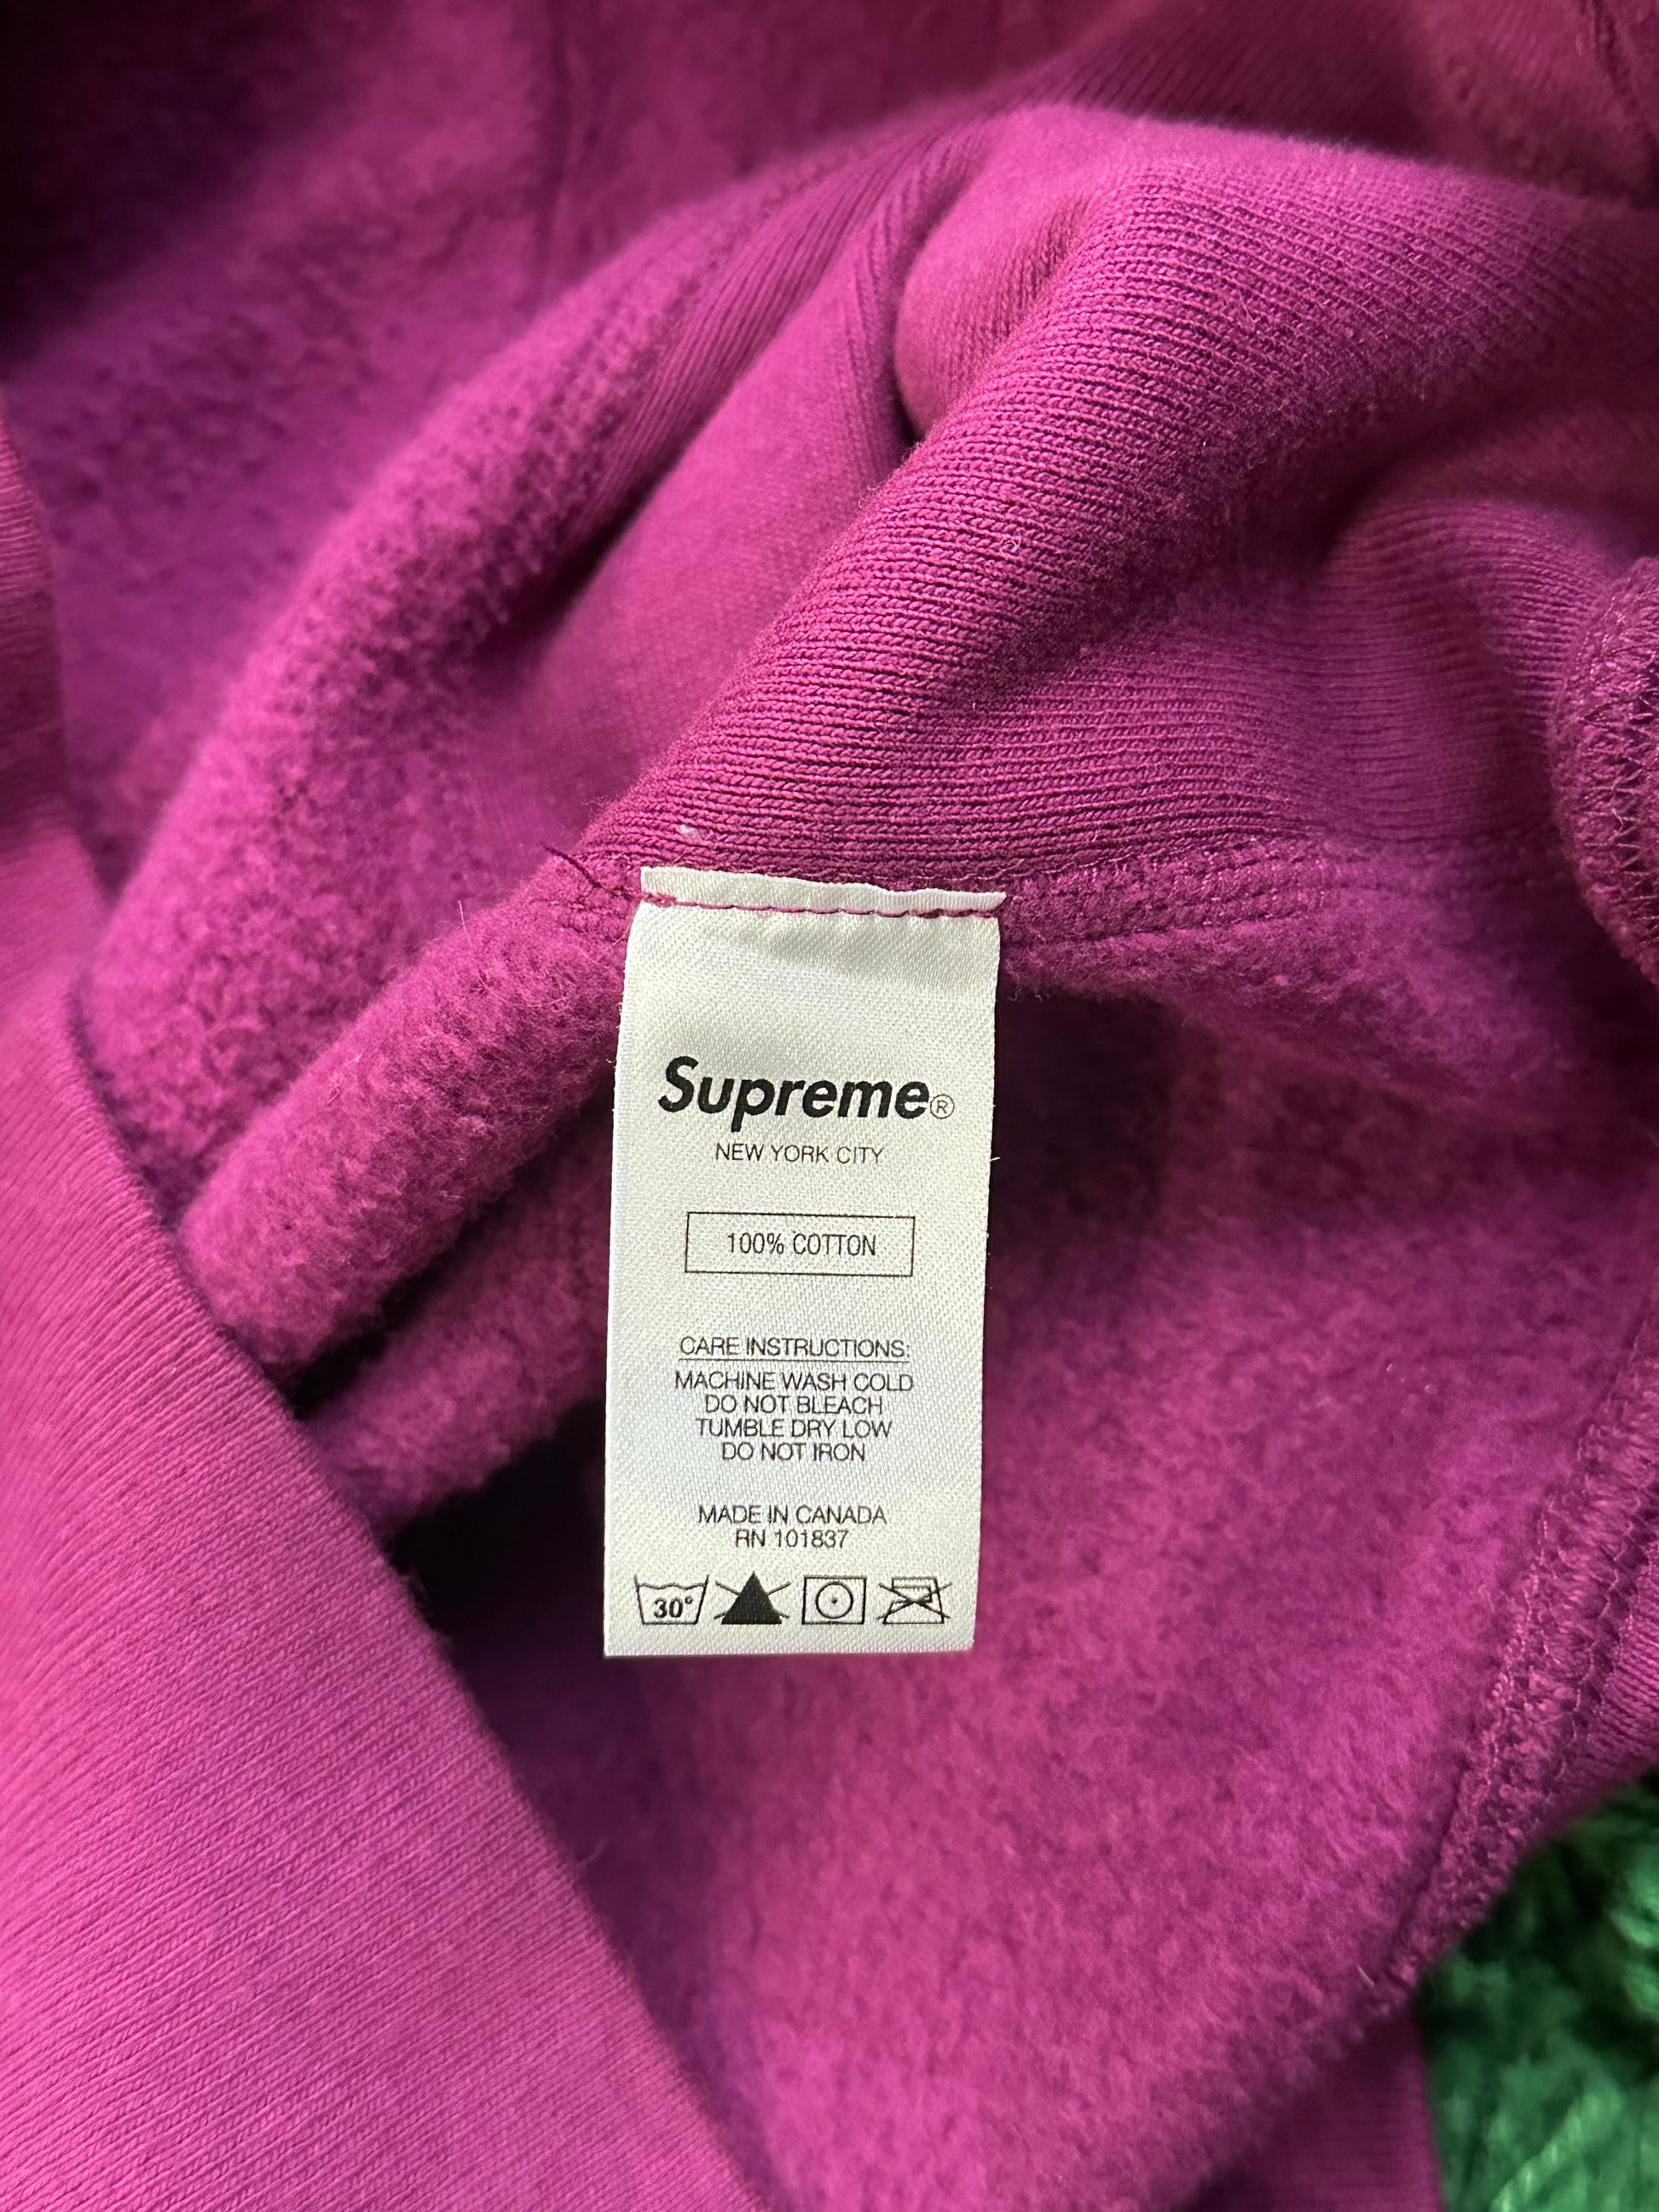 Supreme®
NEW YORK CITY
100% COTTON
CARE INSTRUCTIONS:
MACHINE WASH COLD
DO NOT BLEACH
TUMBLE DRY LOW
DO NOT IRON
MADE IN CANADA
RN 101837
30°